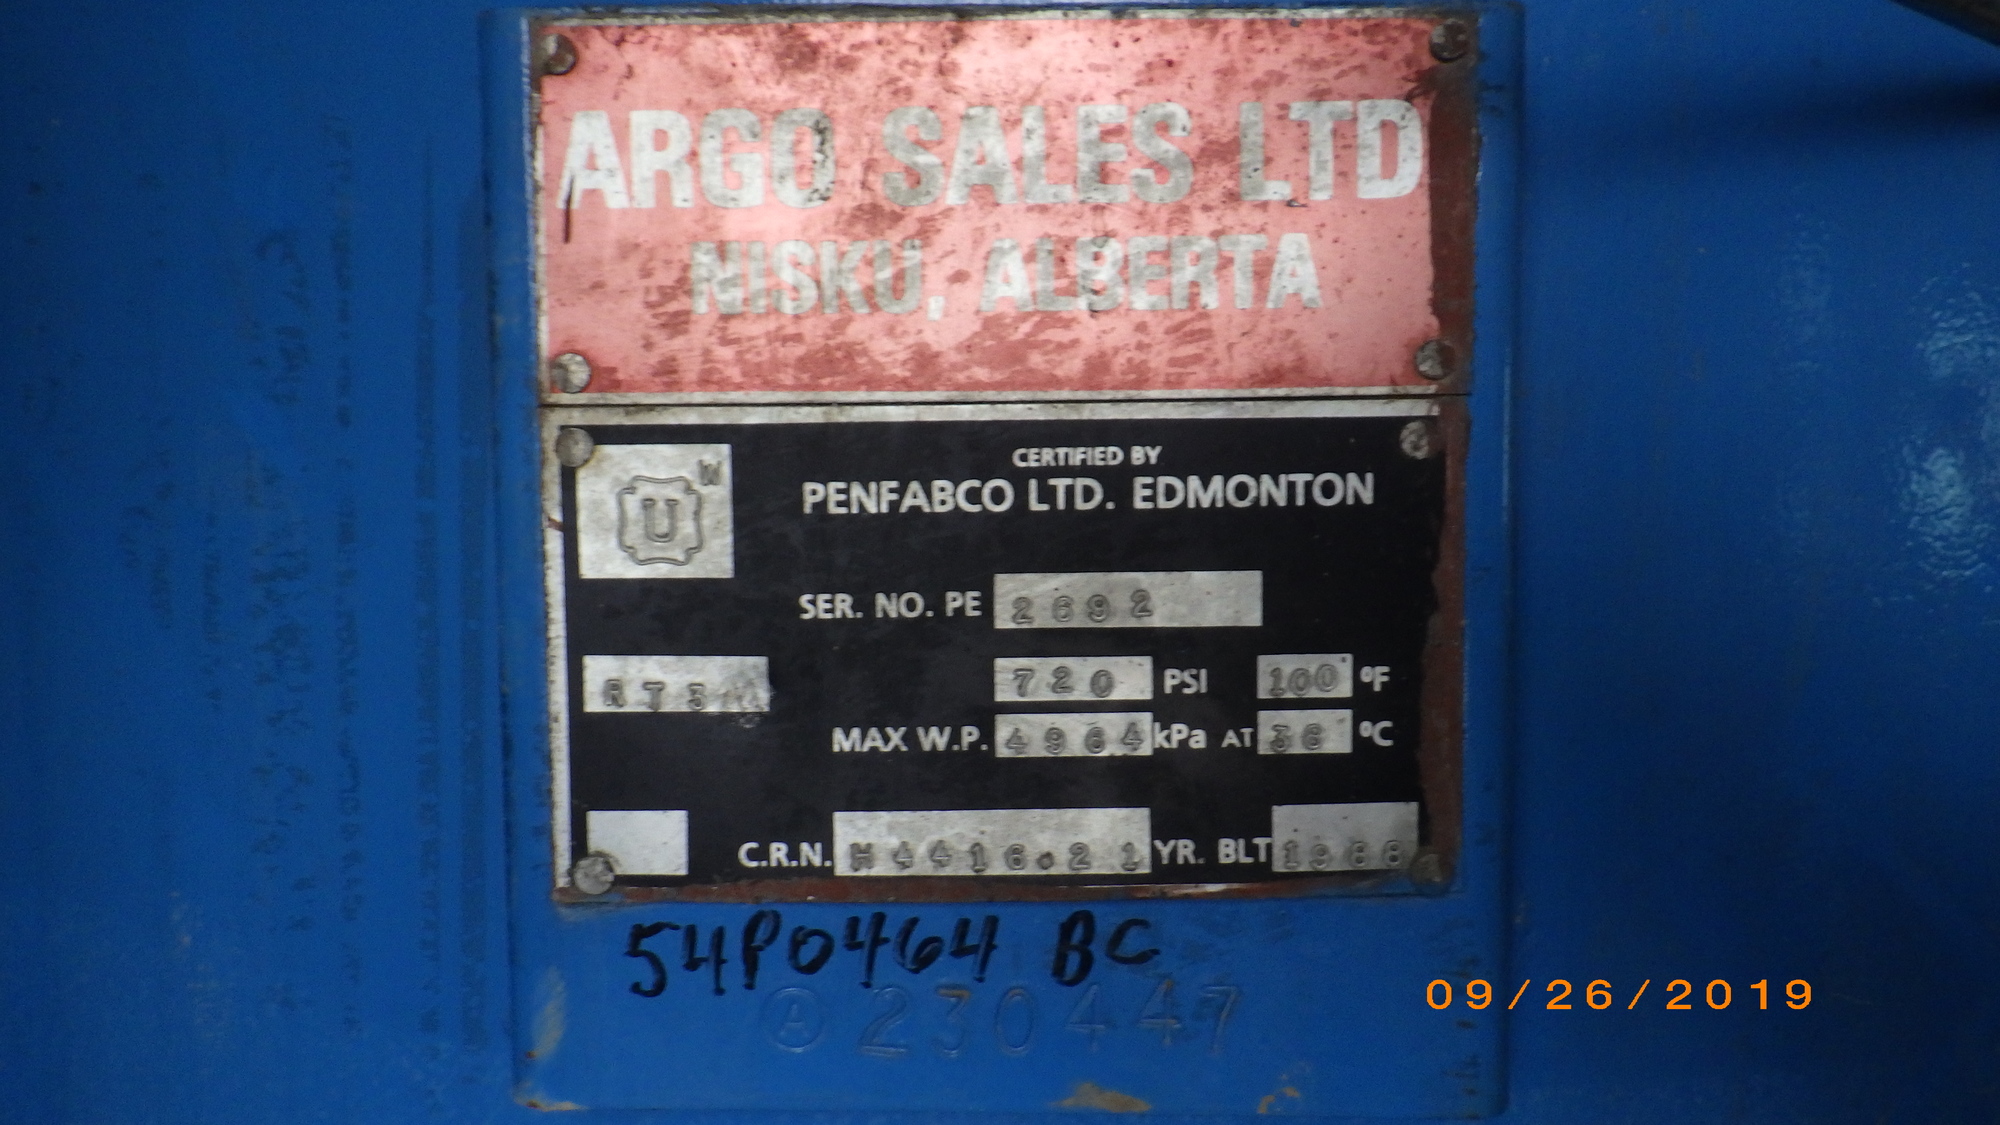 ARGO SALES LTD
NISKU, ALBERTA
W
U
CERTIFIED BY
PENFABCO LTD. EDMONTON
SER. NO. PE 2692
RT3
720 PSI 100 °F
MAX W.P. 4964 kPa AT 38 °C
C.R.N. H4416.21 YR. BLT 1988
54P0464 BC
A 230447
09/26/2019